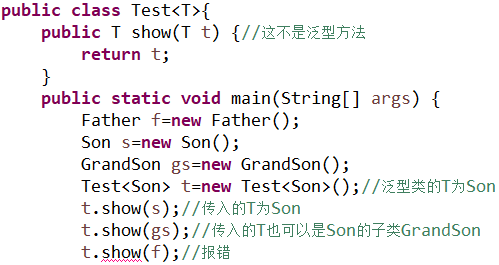 public class Test<T>{
    public T show(T t) {//这不是泛型方法
        return t;
    }
    public static void main(String[] args) {
        Father f=new Father();
        Son s=new Son();
        GrandSon gs=new GrandSon();
        Test<Son> t=new Test<Son>();//泛型类的T为Son
        t.show(s);//传入的T为Son
        t.show(gs);//传入的T也可以是Son的子类GrandSon
        t.show(f);//报错